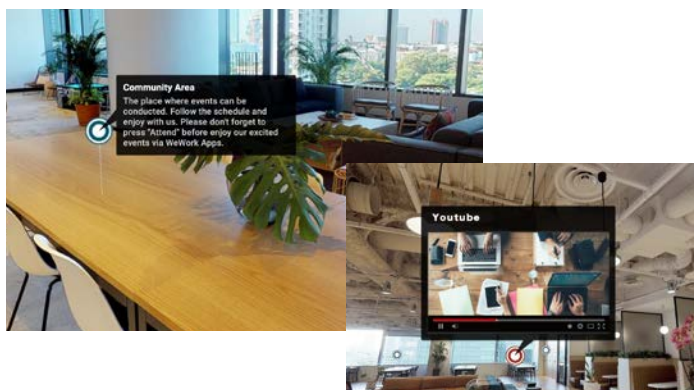 Community Area
The place where events can be
conducted. Follow the schedule and
enjoy with us. Please don't forget to
press "Attend" before enjoy our excited
events via WeWork Apps.
Youtube